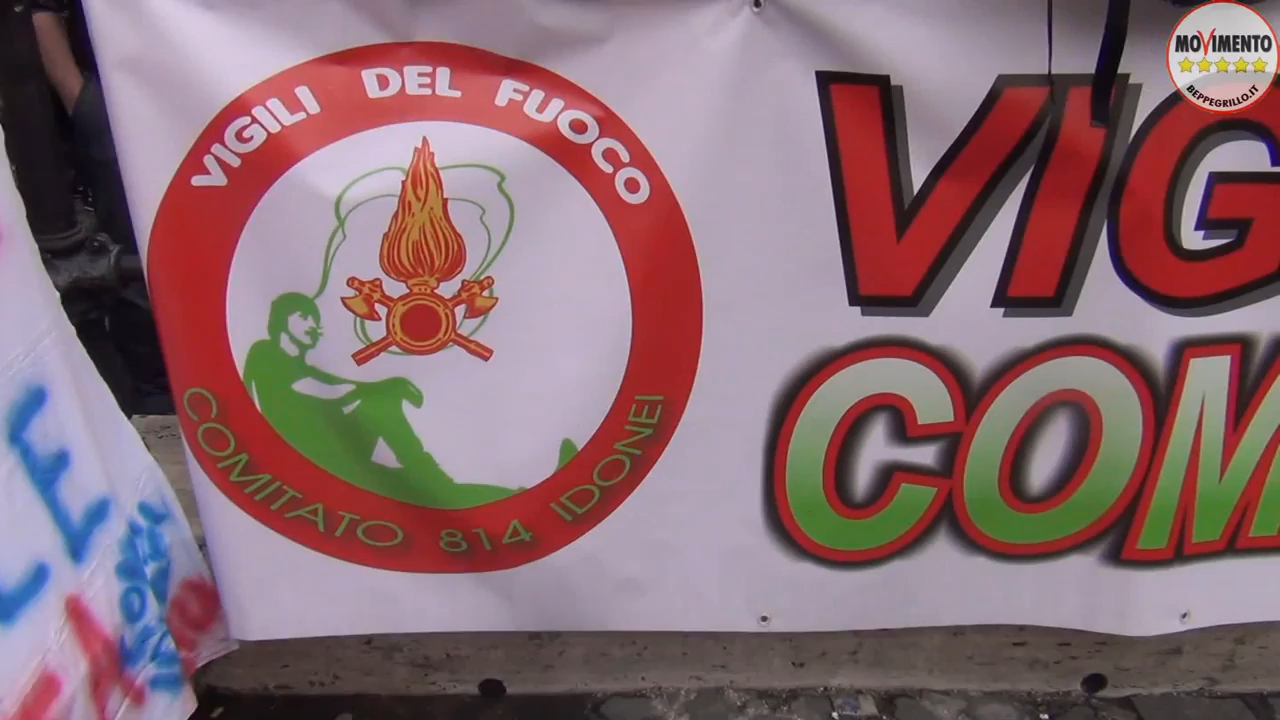 VIGILI DEL FUOCO
COMITATO 814 IDONEI
VIG
COM
MOVIMENTO
BEPPEGRILLO.IT